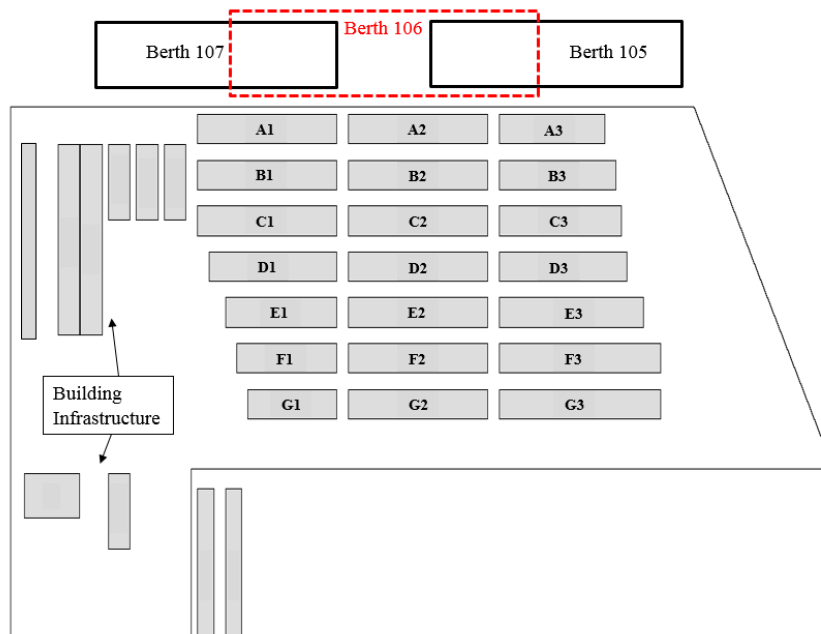 Berth 106
Berth 107
Berth 105
A1 A2 A3
B1 B2 B3
C1 C2 C3
D1 D2 D3
E1 E2 E3
F1 F2 F3
G1 G2 G3
Building
Infrastructure